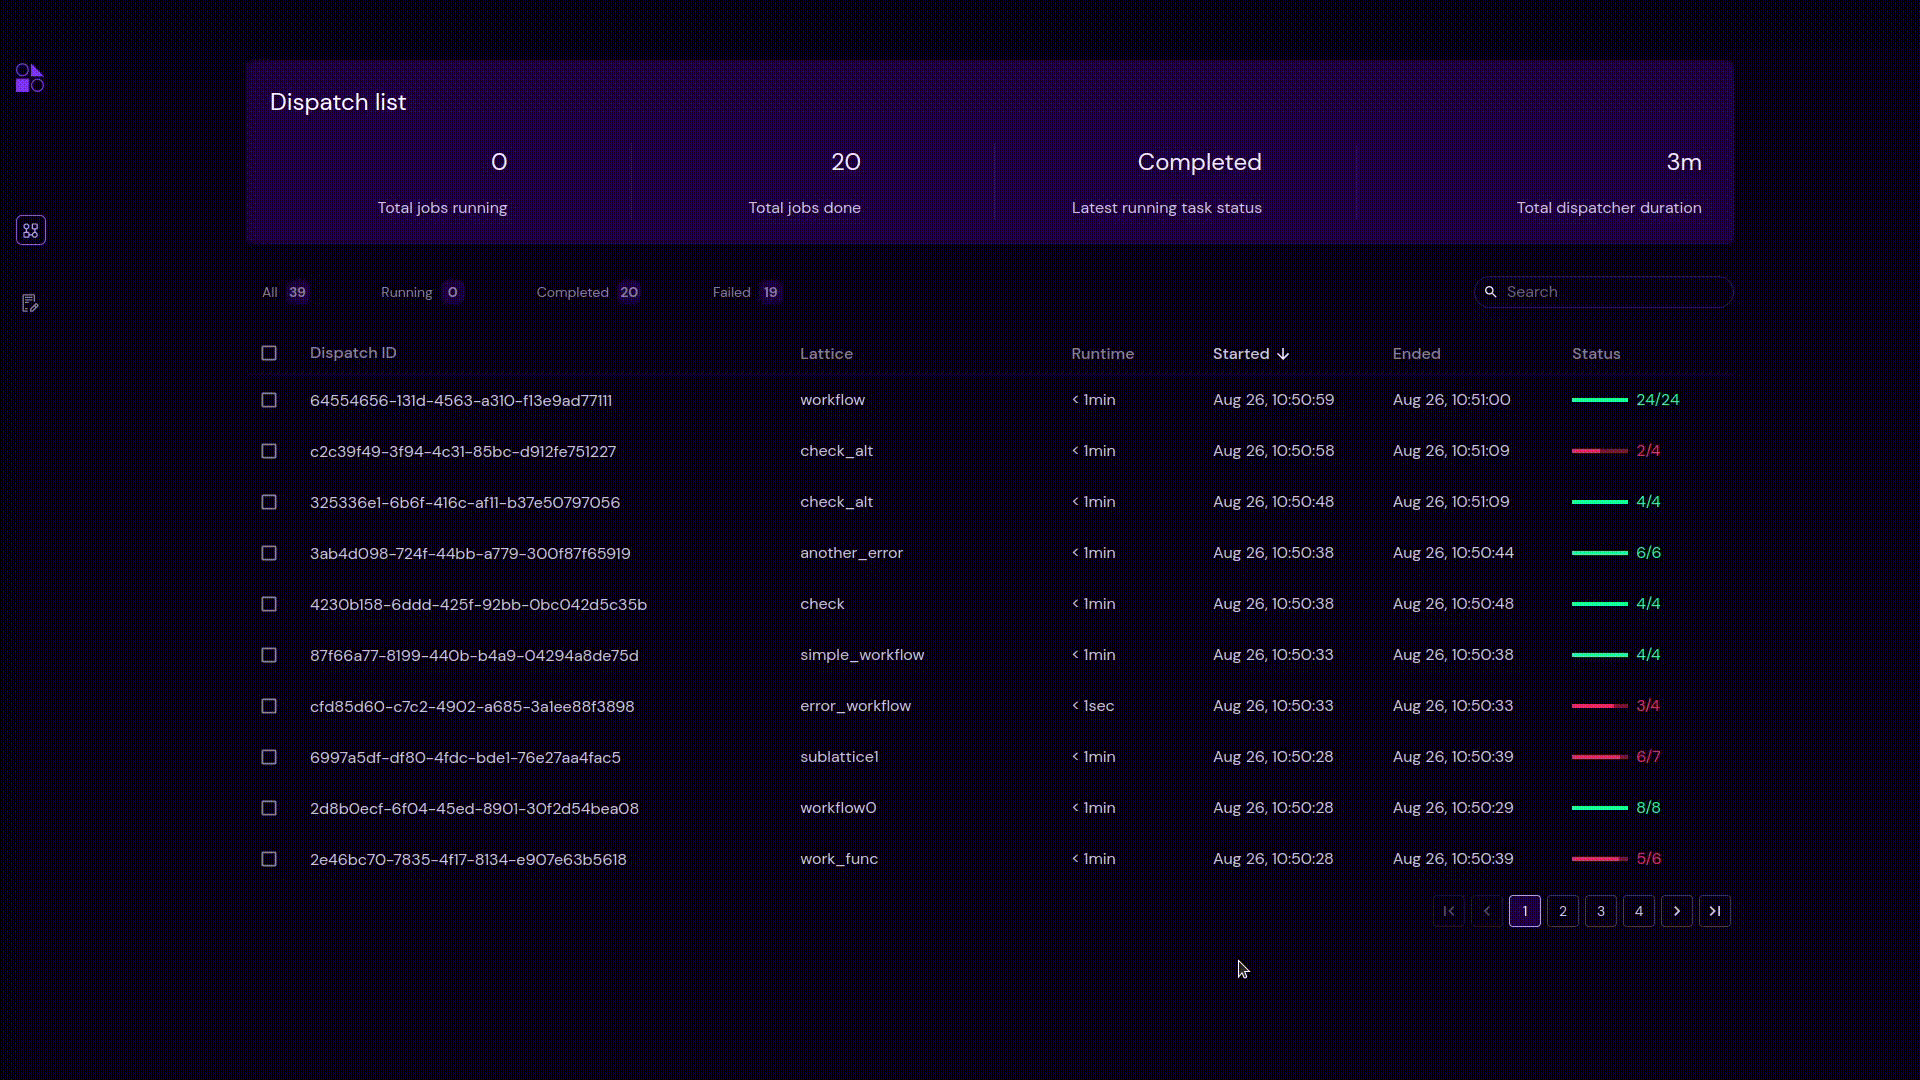 Dispatch list
0 20 Completed 3m
Total jobs running Total jobs done Latest running task status Total dispatcher duration
All 39 Running 0 Completed 20 Failed 19 Search
Dispatch ID Lattice Runtime Started Ended Status
64554656-131d-4563-a310-f13e9ad77111 workflow < 1min Aug 26, 10:50:59 Aug 26, 10:51:00 24/24
c2c39f49-3f94-4c31-85bc-d912fe751227 check_alt < 1min Aug 26, 10:50:58 Aug 26, 10:51:09 2/4
325336e1-6b6f-416c-af11-b37e50797056 check_alt < 1min Aug 26, 10:50:48 Aug 26, 10:51:09 4/4
3ab4d098-724f-44bb-a779-300f87f65919 another_error < 1min Aug 26, 10:50:38 Aug 26, 10:50:44 6/6
4230b158-6ddd-425f-92bb-0bc042d5c35b check < 1min Aug 26, 10:50:38 Aug 26, 10:50:48 4/4
87f66a77-8199-440b-b4a9-04294a8de75d simple_workflow < 1min Aug 26, 10:50:33 Aug 26, 10:50:38 4/4
cfd85d60-c7c2-4902-a685-3a1ee88f3898 error_workflow < 1sec Aug 26, 10:50:33 Aug 26, 10:50:33 3/4
6997a5df-df80-4fdc-bde1-76e27aa4fac5 sublattice1 < 1min Aug 26, 10:50:28 Aug 26, 10:50:39 6/7
2d8b0ecf-6f04-45ed-8901-30f2d54bea08 workflow0 < 1min Aug 26, 10:50:28 Aug 26, 10:50:29 8/8
2e46bc70-7835-4f17-8134-e907e63b5618 work_func < 1min Aug 26, 10:50:28 Aug 26, 10:50:39 5/6
1 2 3 4